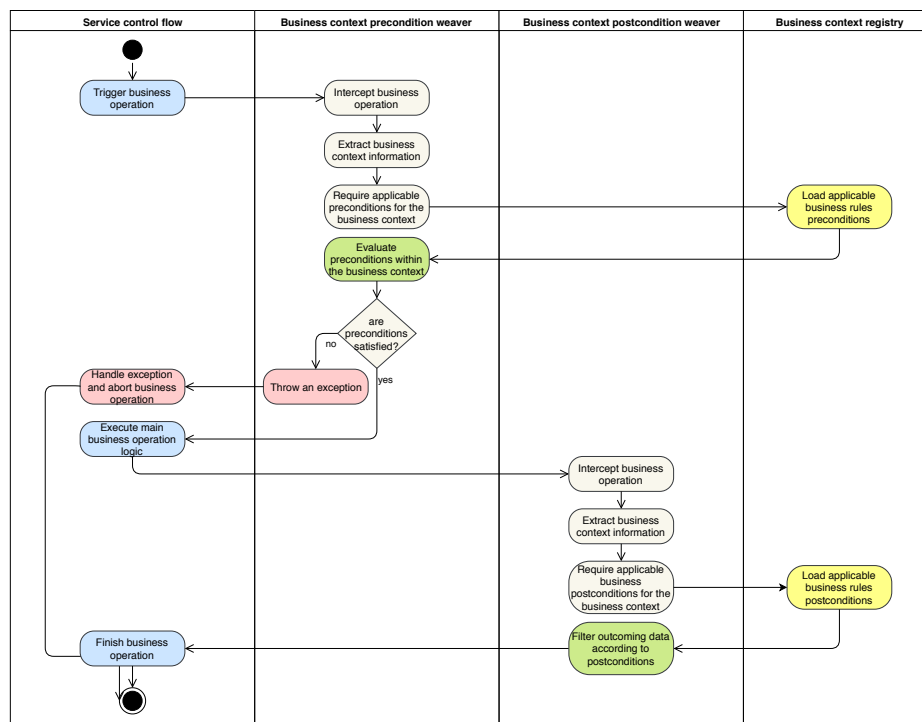 Service control flow
Business context precondition weaver
Business context postcondition weaver
Business context registry
Trigger business
operation
Intercept business
operation
Extract business
context information
Require applicable
preconditions for the
business context
Load applicable
business rules
preconditions
Evaluate
preconditions within
the business context
are
preconditions
satisfied?
no
yes
Handle exception
and abort business
operation
Throw an exception
Execute main
business operation
logic
Intercept business
operation
Extract business
context information
Require applicable
business
postconditions for the
business context
Load applicable
business rules
postconditions
Finish business
operation
Filter outcoming data
according to
postconditions